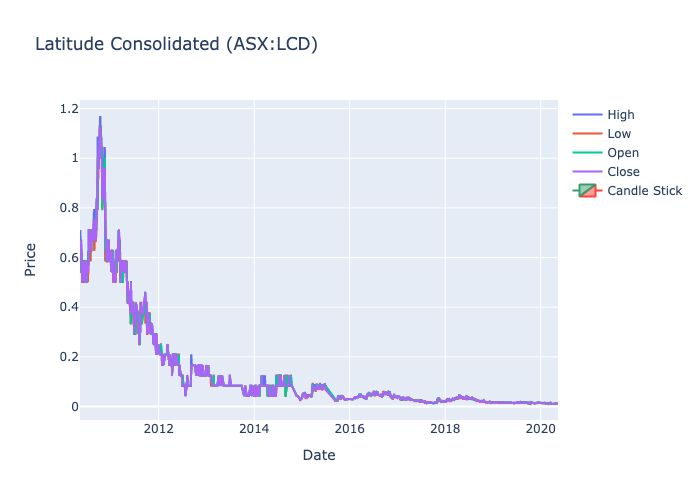 Latitude Consolidated (ASX:LCD)
1.2
1
0.8
0.6
0.4
0.2
0
Price
2012
2014
2016
2018
2020
Date
High
Low
Open
Close
Candle Stick